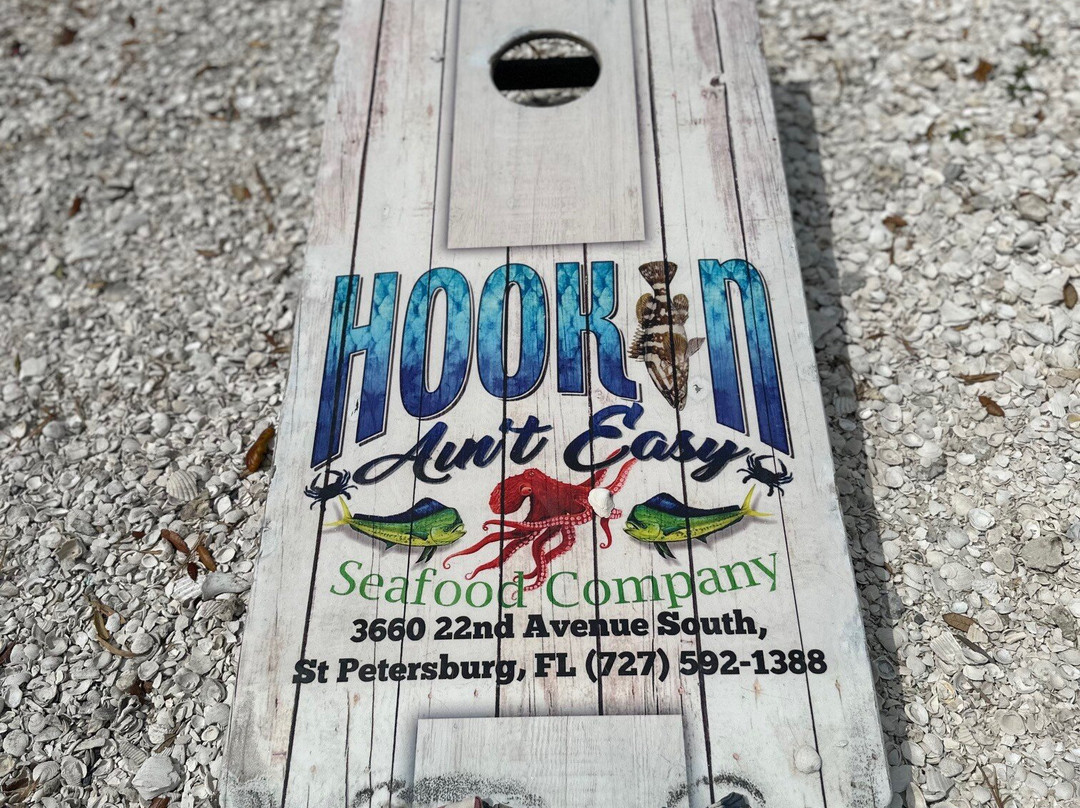 HOOKIN
Ain't Easy
Seafood Company
3660 22nd Avenue South,
St Petersburg, FL (727) 592-1388